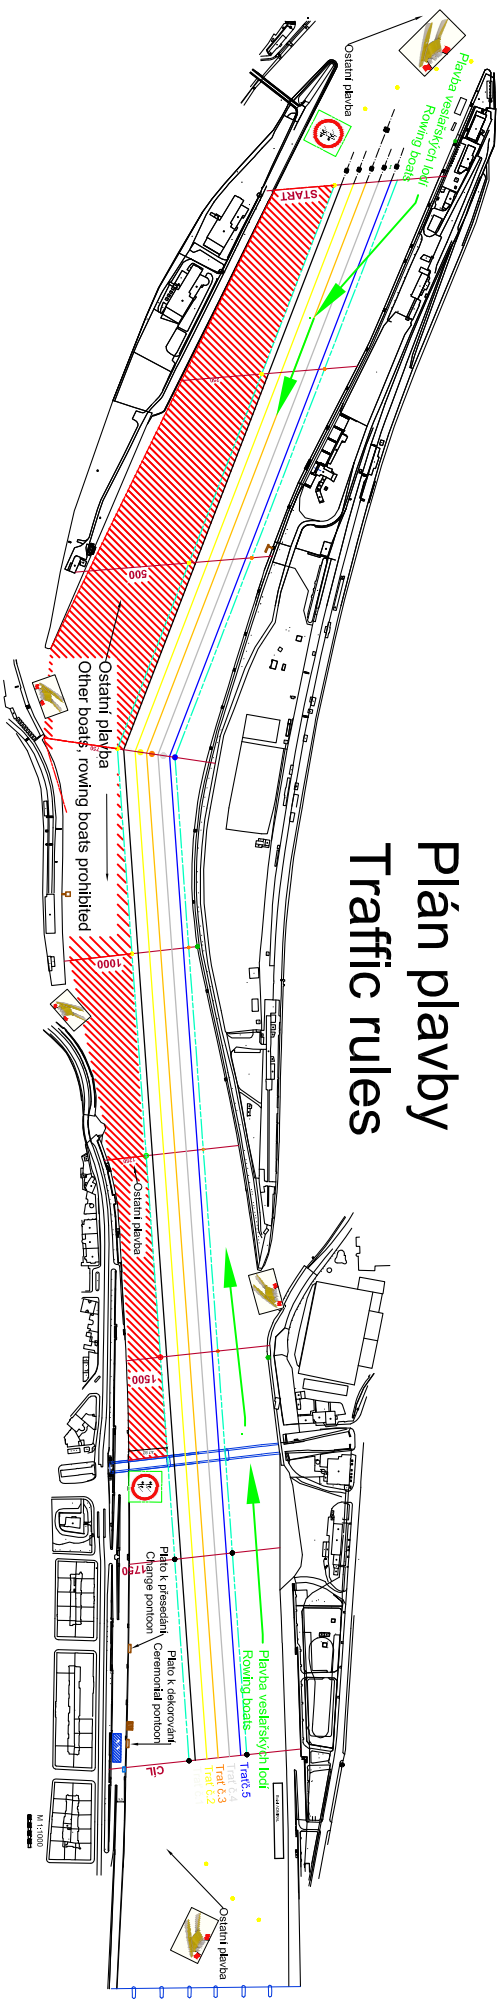 Plán plavby
Traffic rules
Ostatní plavba
Plavba veslařských lodí
Rowing boats
START
500
Ostatní plavba
Other boats, rowing boats prohibited
1000
Ostatní plavba
1500
1750
Plato k přesedání
Change pontoon
Plato k dekorování
Ceremonial pontoon
Plavba veslařských lodí
Rowing boats
CÍL
Trať č.2
Trať č.3
Trať č.4
Traťč.5
Ostatní plavba
M 1:1000